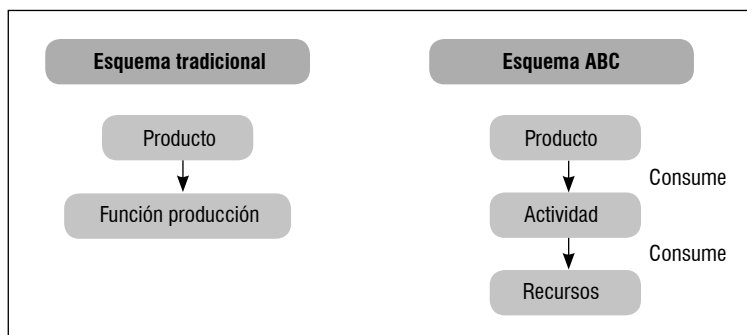 Esquema tradicional
Producto
Función producción
Esquema ABC
Producto
Consume
Actividad
Consume
Recursos